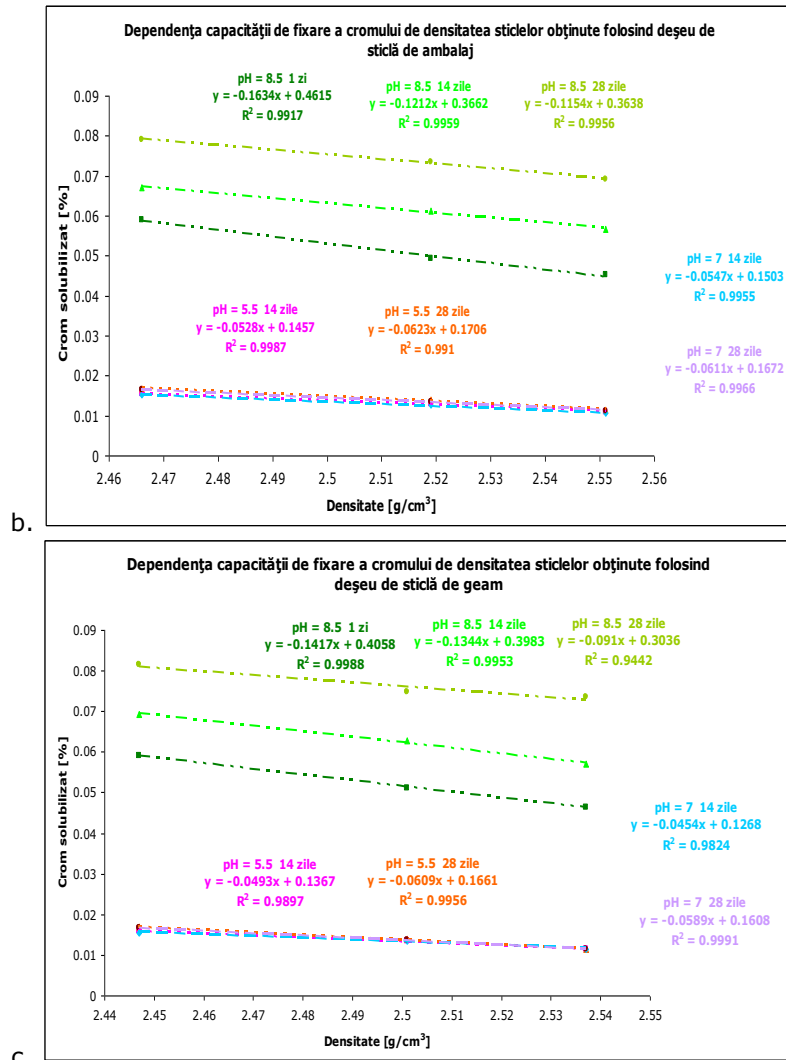 Dependenţa capacităţii de fixare a cromului de densitatea sticlelor obţinute folosind deşeu de
sticlă de ambalaj
pH = 8.5 1 zi
y = -0.1634x + 0.4615
R² = 0.9917
pH = 8.5 14 zile
y = -0.1212x + 0.3662
R² = 0.9959
pH = 8.5 28 zile
y = -0.1154x + 0.3638
R² = 0.9956
pH = 7 14 zile
y = -0.0547x + 0.1503
R² = 0.9955
pH = 5.5 14 zile
y = -0.0528x + 0.1457
R² = 0.9987
pH = 5.5 28 zile
y = -0.0623x + 0.1706
R² = 0.991
pH = 7 28 zile
y = -0.0611x + 0.1672
R² = 0.9966
Crom solubilizat [%]
0.09
0.08
0.07
0.06
0.05
0.04
0.03
0.02
0.01
0
2.46 2.47 2.48 2.49 2.5 2.51 2.52 2.53 2.54 2.55 2.56
Densitate [g/cm³]
b.
Dependenţa capacităţii de fixare a cromului de densitatea sticlelor obţinute folosind
deşeu de sticlă de geam
pH = 8.5 1 zi
y = -0.1417x + 0.4058
R² = 0.9988
pH = 8.5 14 zile
y = -0.1344x + 0.3983
R² = 0.9953
pH = 8.5 28 zile
y = -0.091x + 0.3036
R² = 0.9442
pH = 7 14 zile
y = -0.0454x + 0.1268
R² = 0.9824
pH = 5.5 14 zile
y = -0.0493x + 0.1367
R² = 0.9897
pH = 5.5 28 zile
y = -0.0609x + 0.1661
R² = 0.9956
pH = 7 28 zile
y = -0.0589x + 0.1608
R² = 0.9991
Crom solubilizat [%]
0.09
0.08
0.07
0.06
0.05
0.04
0.03
0.02
0.01
0
2.44 2.45 2.46 2.47 2.48 2.49 2.5 2.51 2.52 2.53 2.54 2.55
Densitate [g/cm³]
c.